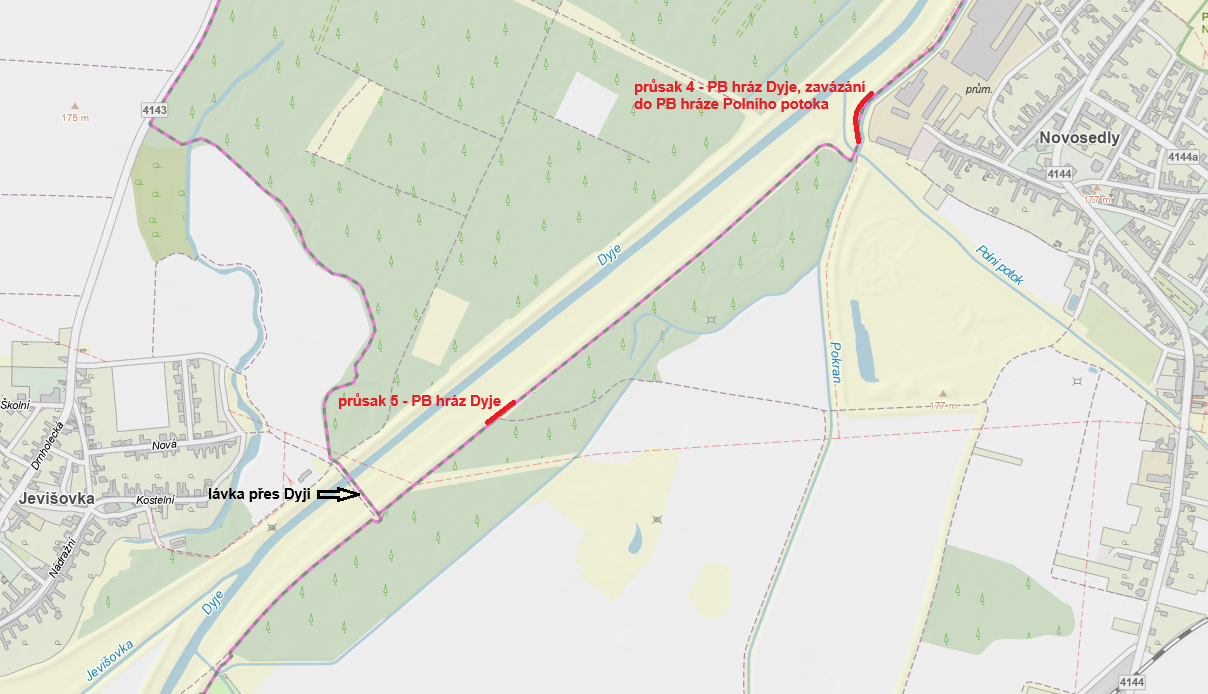 4143
175 m
průsak 4 - PB hráz Dyje, zavázání
do PB hráze Polního potoka
prům.
Novosedly
4144a
4144
177 m
Dyje
Polní potok
Pokran
177 m
průsak 5 - PB hráz Dyje
Školní
Drnholecká
Nová
Jevišovka
Kostelní
lávka přes Dyji
Nádražní
Dyje
Jevišovka
4144